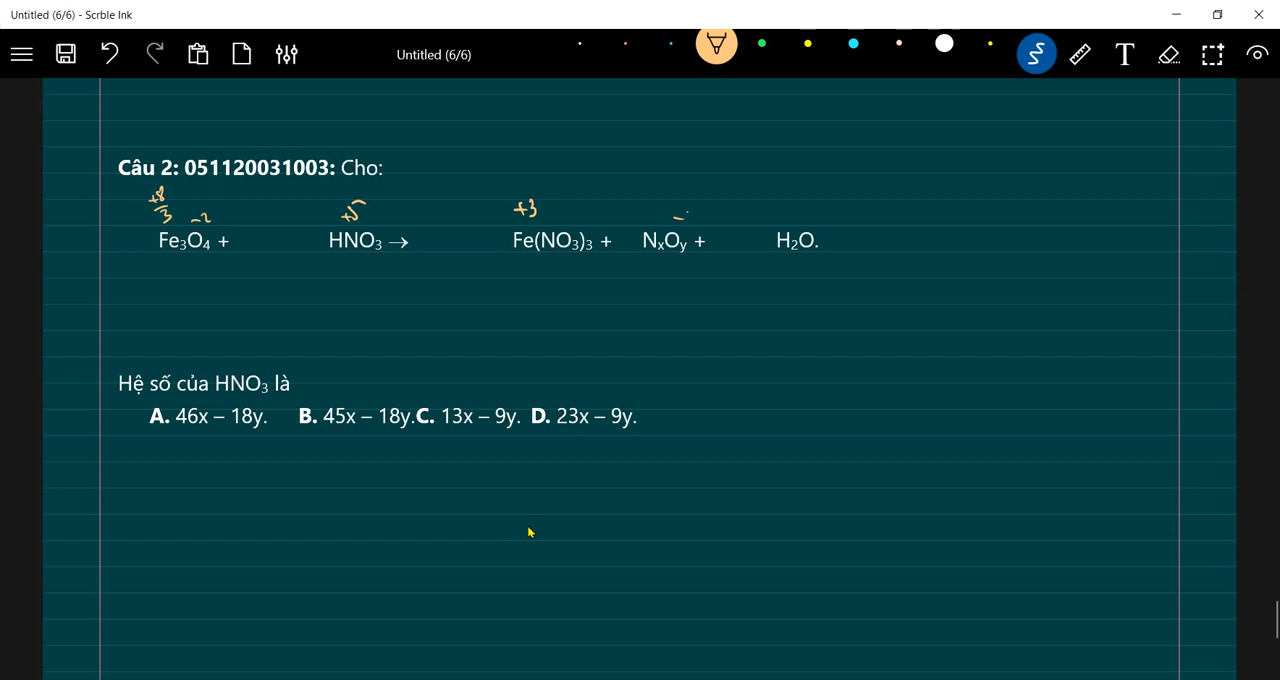 Untitled (6/6) - Scrble Ink
Untitled (6/6)
T
Câu 2: 051120031003: Cho:
+8/3 -2 +5 +3 -
Fe₃O₄ + HNO₃ → Fe(NO₃)₃ + NₓOᵧ + H₂O.
Hệ số của HNO₃ là
A. 46x – 18y. B. 45x – 18y.C. 13x – 9y. D. 23x – 9y.